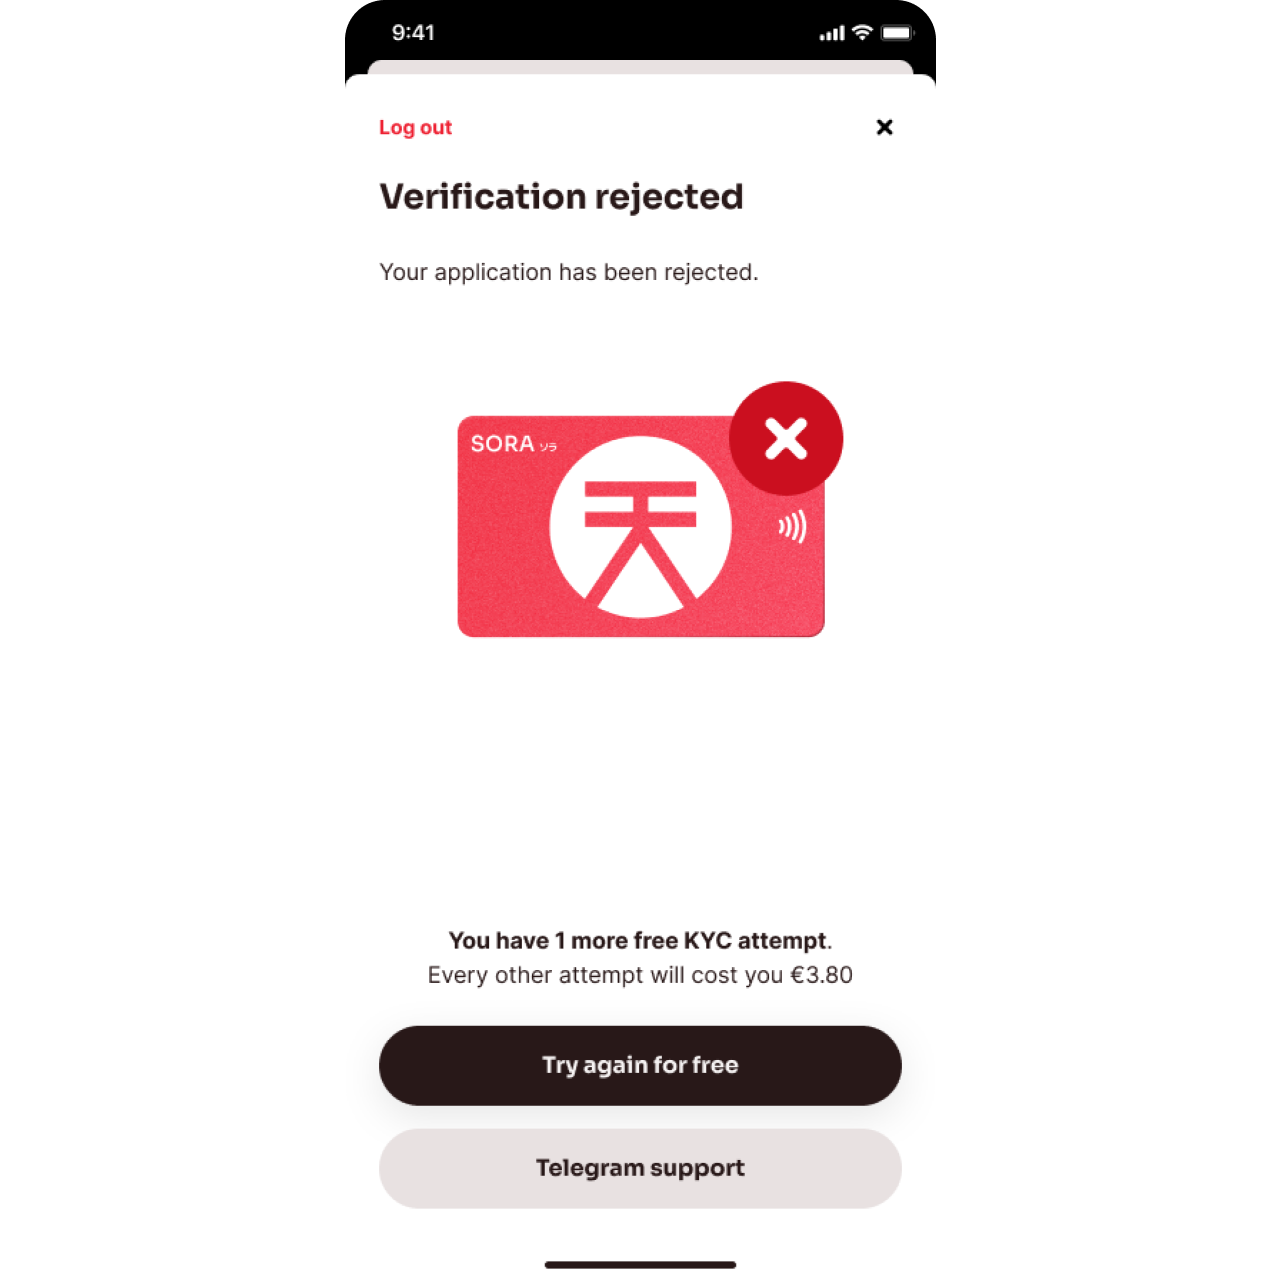 9:41
Log out
Verification rejected
Your application has been rejected.
SORA ソラ
天
You have 1 more free KYC attempt.
Every other attempt will cost you €3.80
Try again for free
Telegram support